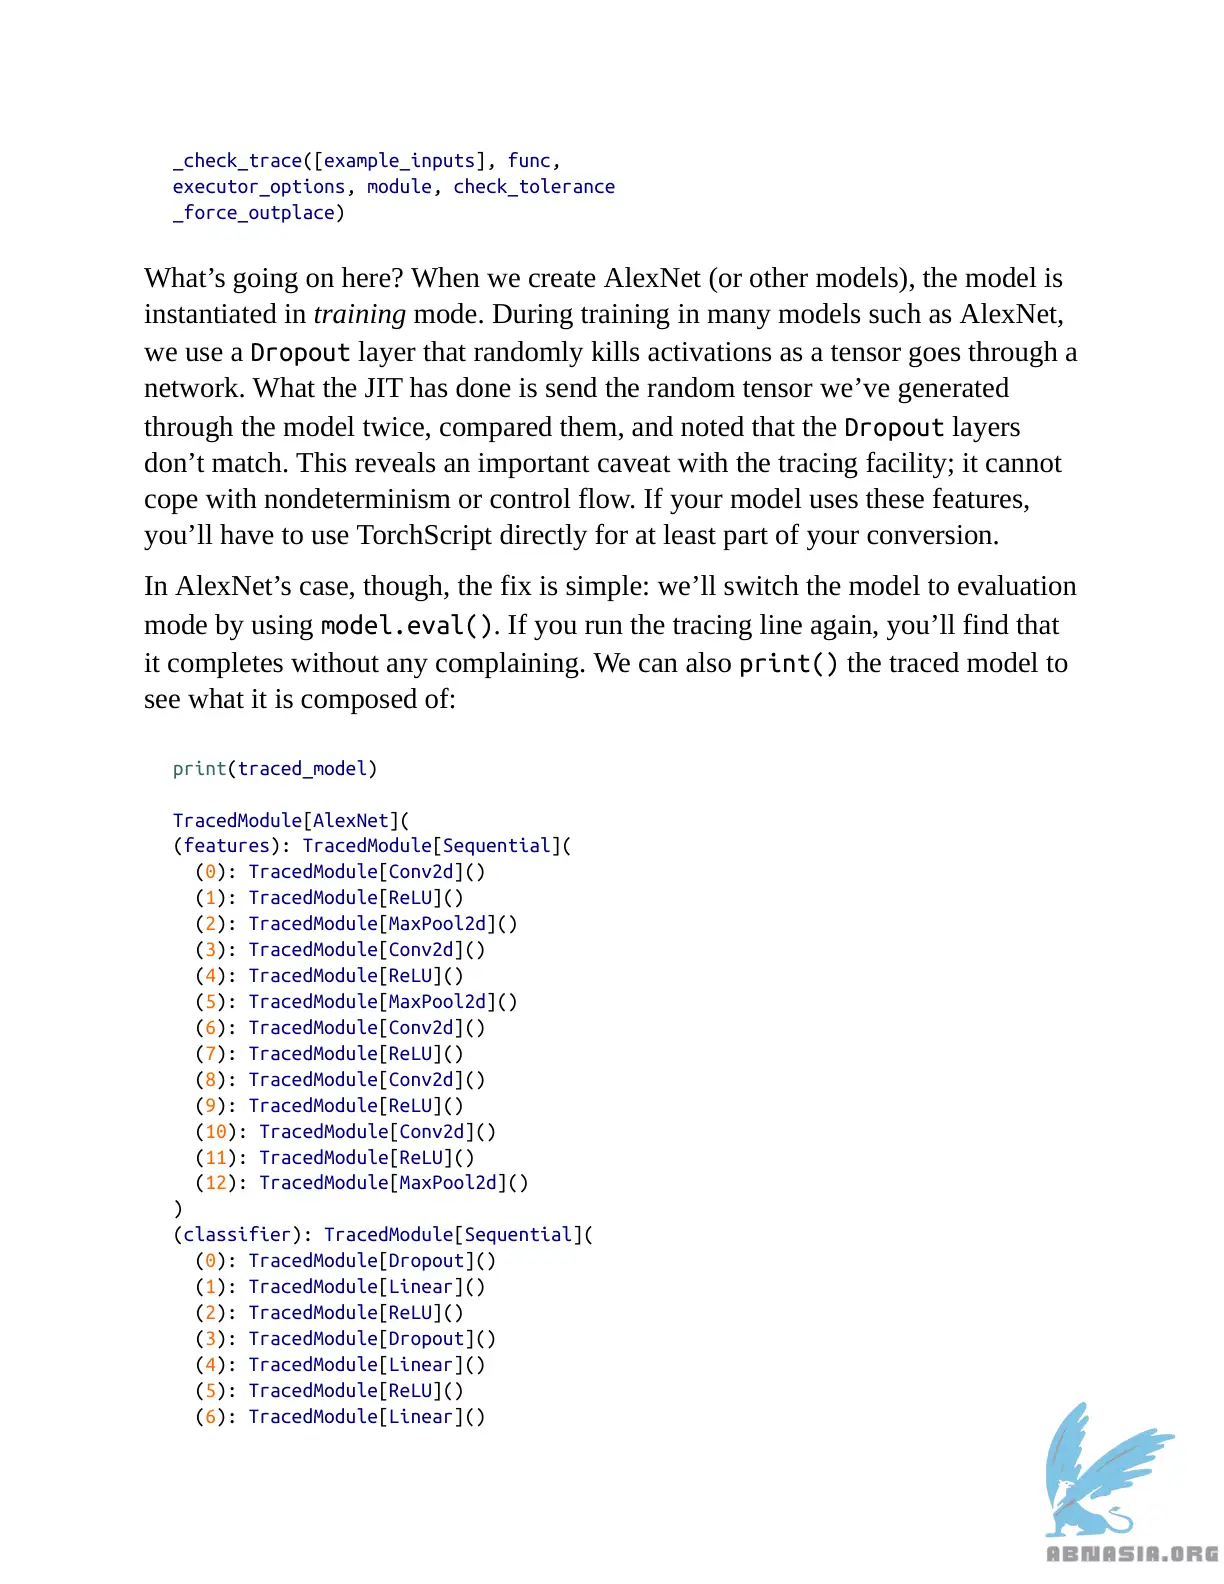 _check_trace([example_inputs], func,
executor_options, module, check_tolerance
_force_outplace)
What’s going on here? When we create AlexNet (or other models), the model is
instantiated in training mode. During training in many models such as AlexNet,
we use a Dropout layer that randomly kills activations as a tensor goes through a
network. What the JIT has done is send the random tensor we’ve generated
through the model twice, compared them, and noted that the Dropout layers
don’t match. This reveals an important caveat with the tracing facility; it cannot
cope with nondeterminism or control flow. If your model uses these features,
you’ll have to use TorchScript directly for at least part of your conversion.
In AlexNet’s case, though, the fix is simple: we’ll switch the model to evaluation
mode by using model.eval(). If you run the tracing line again, you’ll find that
it completes without any complaining. We can also print() the traced model to
see what it is composed of:
print(traced_model)
TracedModule[AlexNet](
(features): TracedModule[Sequential](
  (0): TracedModule[Conv2d]()
  (1): TracedModule[ReLU]()
  (2): TracedModule[MaxPool2d]()
  (3): TracedModule[Conv2d]()
  (4): TracedModule[ReLU]()
  (5): TracedModule[MaxPool2d]()
  (6): TracedModule[Conv2d]()
  (7): TracedModule[ReLU]()
  (8): TracedModule[Conv2d]()
  (9): TracedModule[ReLU]()
  (10): TracedModule[Conv2d]()
  (11): TracedModule[ReLU]()
  (12): TracedModule[MaxPool2d]()
)
(classifier): TracedModule[Sequential](
  (0): TracedModule[Dropout]()
  (1): TracedModule[Linear]()
  (2): TracedModule[ReLU]()
  (3): TracedModule[Dropout]()
  (4): TracedModule[Linear]()
  (5): TracedModule[ReLU]()
  (6): TracedModule[Linear]()
ABNASIA.ORG